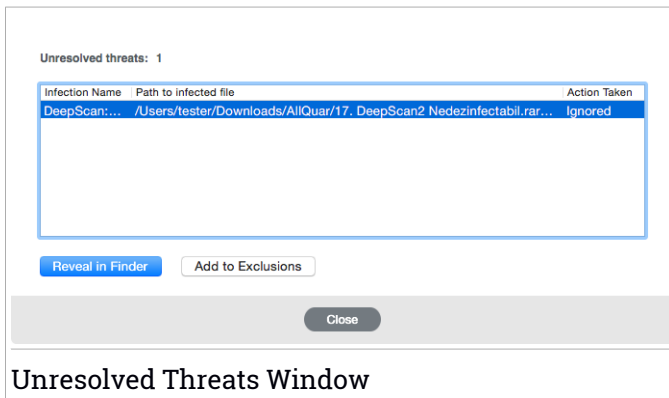 Unresolved threats: 1
Infection Name Path to infected file Action Taken
DeepScan:... /Users/tester/Downloads/AllQuar/17. DeepScan2 Nedezinfectabil.rar... Ignored
Reveal in Finder Add to Exclusions
Close
Unresolved Threats Window